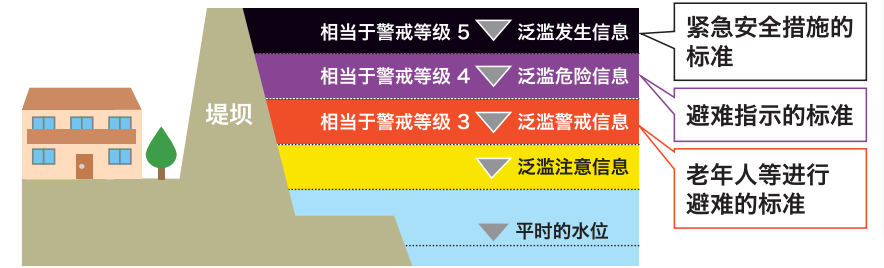 相当于警戒等级 5 泛滥发生信息
紧急安全措施的
标准
相当于警戒等级 4 泛滥危险信息
避难指示的标准
堤坝
相当于警戒等级 3 泛滥警戒信息
老年人等进行
避难的标准
泛滥注意信息
平时的水位